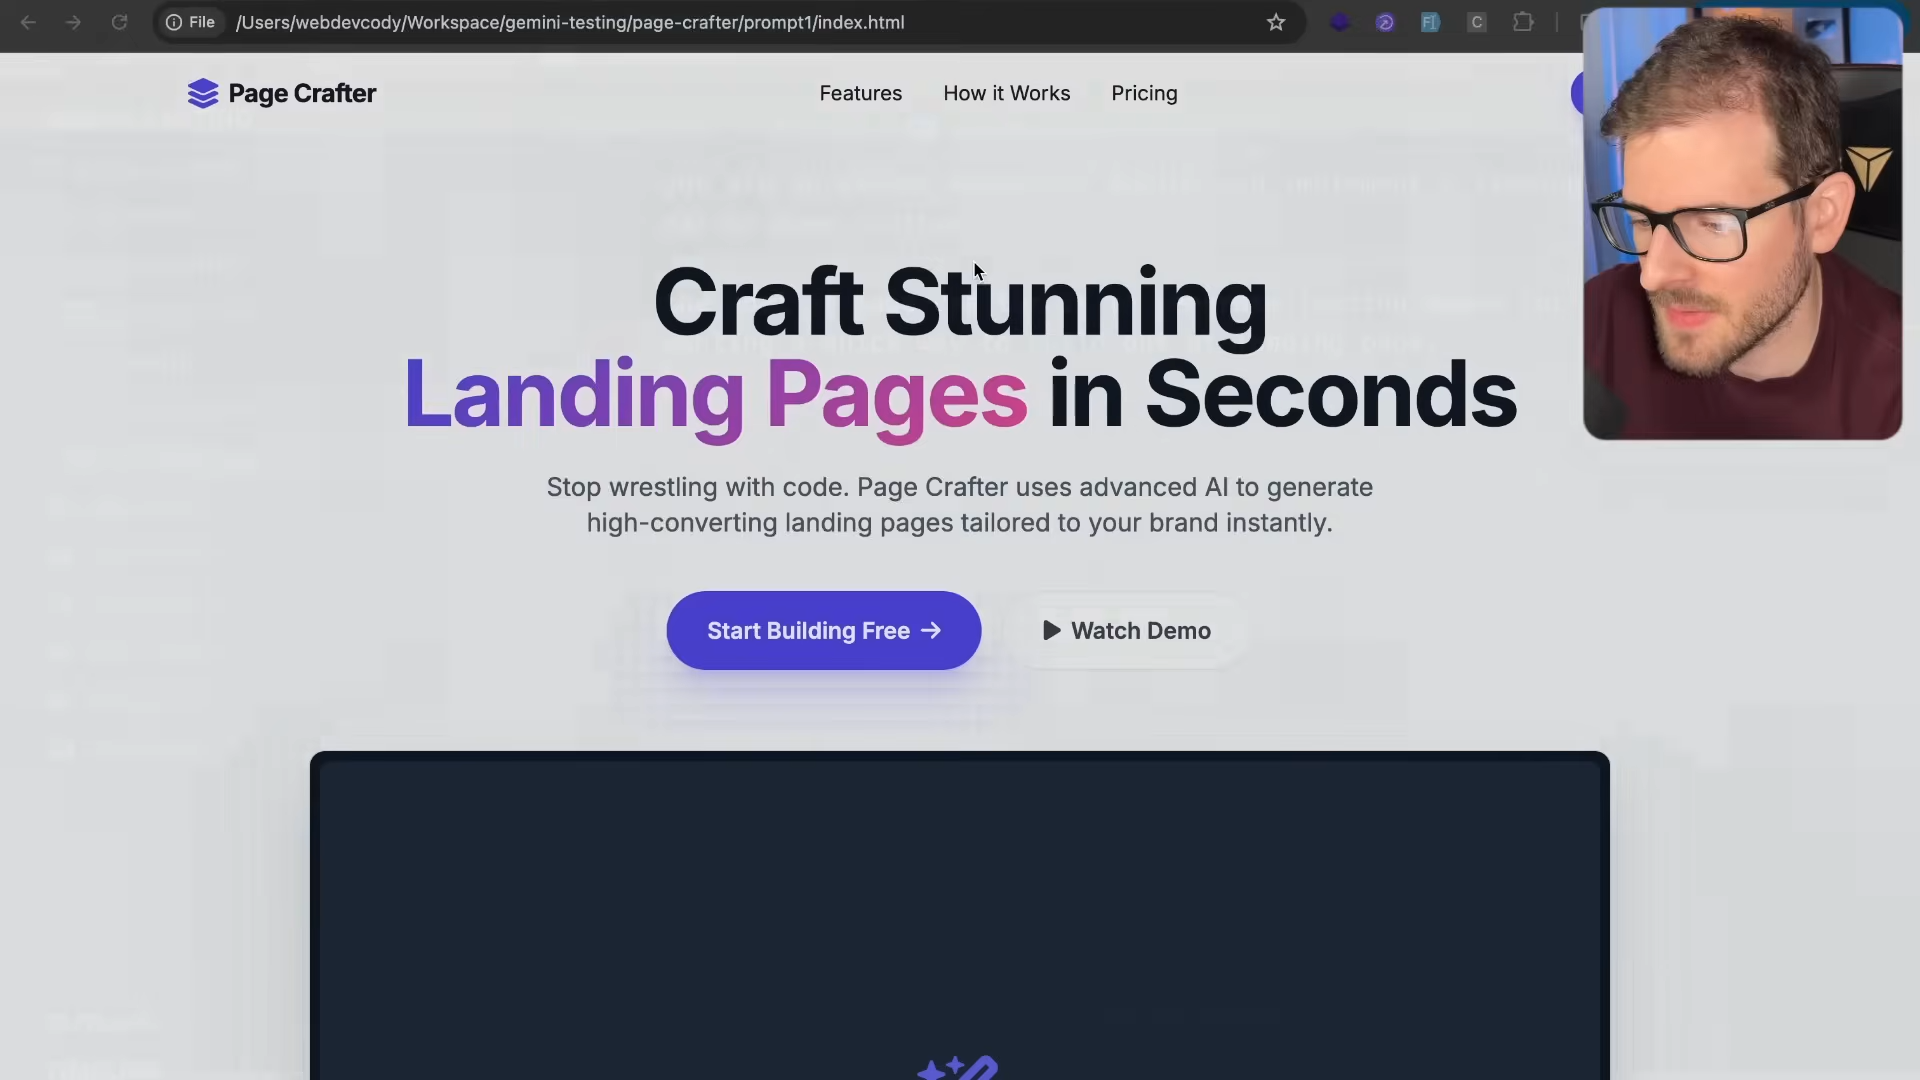 File /Users/webdevcody/Workspace/gemini-testing/page-crafter/prompt1/index.html
C
Page Crafter
Features
How it Works
Pricing
Craft Stunning
Landing Pages in Seconds
Stop wrestling with code. Page Crafter uses advanced AI to generate
high-converting landing pages tailored to your brand instantly.
Start Building Free →
Watch Demo